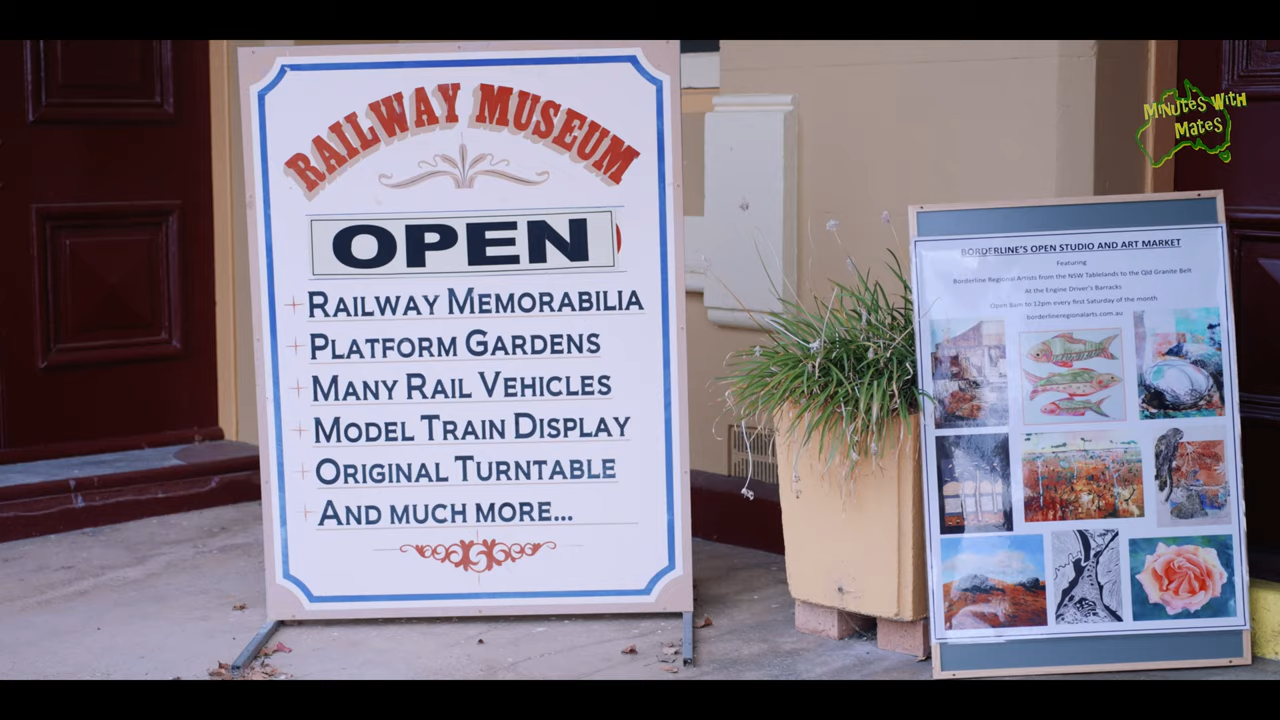 RAILWAY MUSEUM
OPEN
RAILWAY MEMORABILIA
PLATFORM GARDENS
MANY RAIL VEHICLES
MODEL TRAIN DISPLAY
ORIGINAL TURNTABLE
AND MUCH MORE...
MINUTES WITH
MATES
BORDERLINE'S OPEN STUDIO AND ART MARKET
Featuring
Borderline Regional Artists from the NSW Tablelands to the Qld Granite Belt
At the Engine Driver's Barracks
Open 8am to 12pm every first Saturday of the month
borderlineregionalarts.com.au